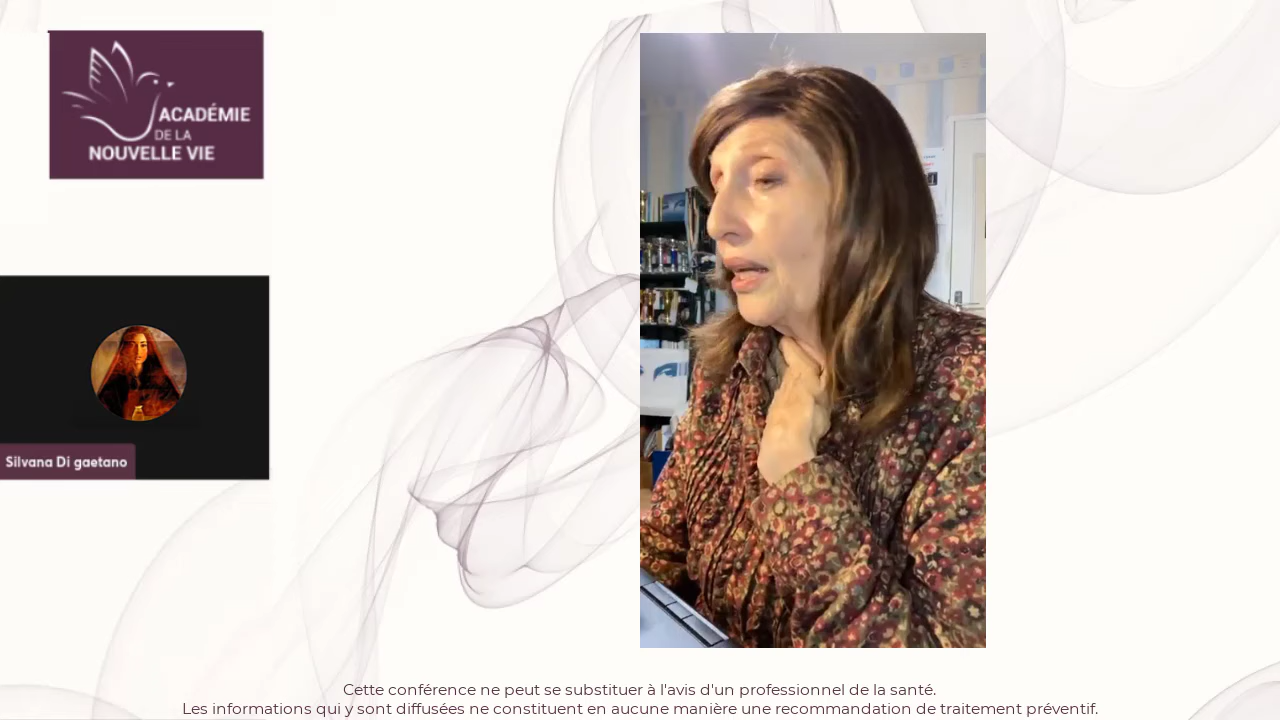 ACADÉMIE
DE LA
NOUVELLE VIE
Silvana Di gaetano
Cette conférence ne peut se substituer à l'avis d'un professionnel de la santé.
Les informations qui y sont diffusées ne constituent en aucune manière une recommandation de traitement préventif.